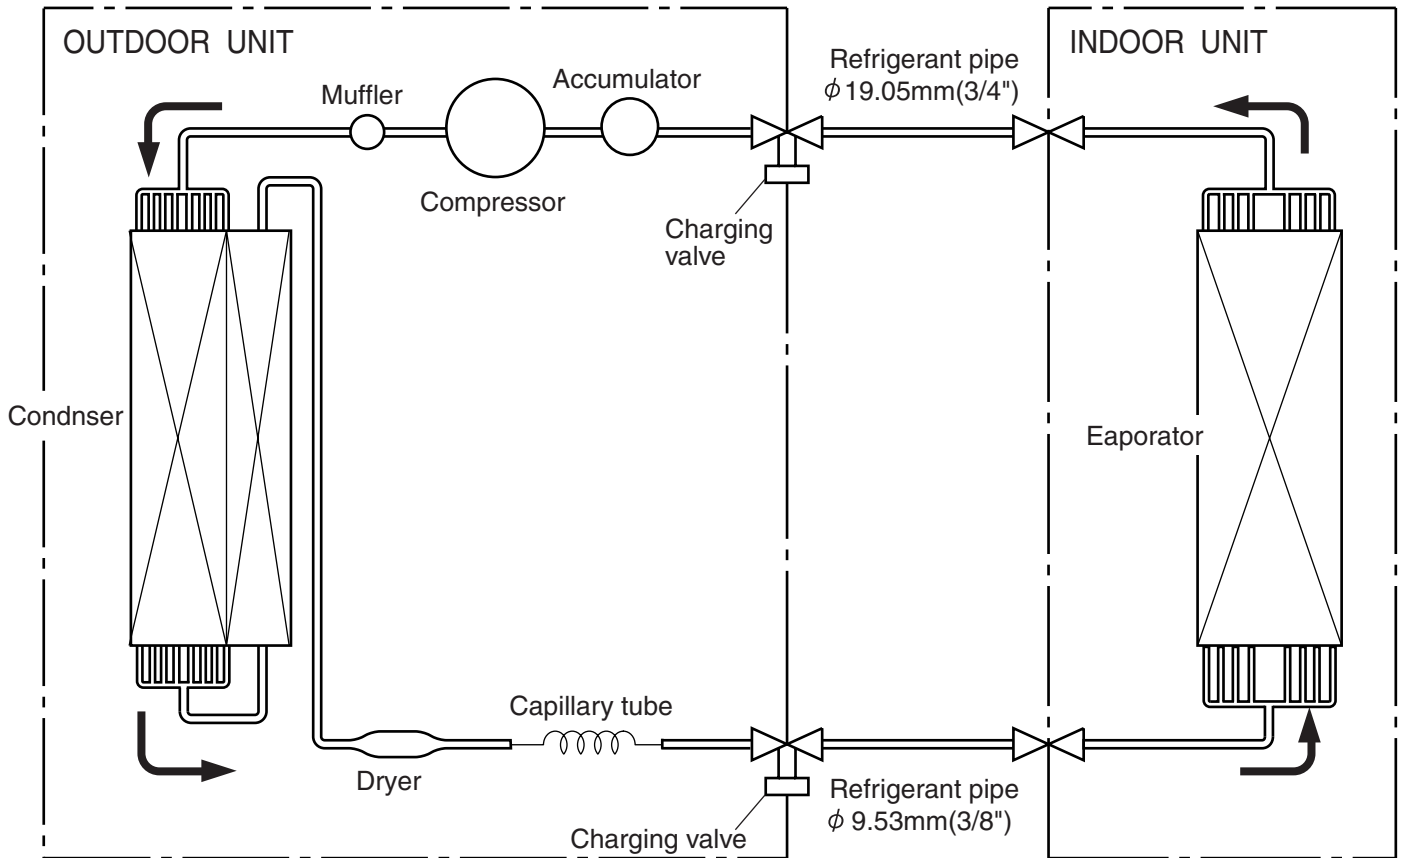 OUTDOOR UNIT
INDOOR UNIT
Refrigerant pipe
ϕ 19.05mm(3/4")
Muffler
Accumulator
Compressor
Charging
valve
Condnser
Eaporator
Capillary tube
Dryer
Refrigerant pipe
ϕ 9.53mm(3/8")
Charging valve